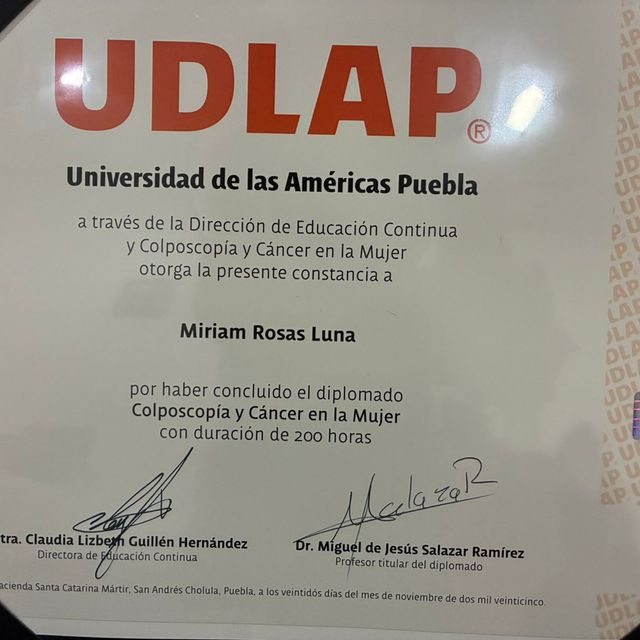 UDLAP®
Universidad de las Américas Puebla
a través de la Dirección de Educación Continua
y Colposcopía y Cáncer en la Mujer
otorga la presente constancia a
Miriam Rosas Luna
por haber concluido el diplomado
Colposcopía y Cáncer en la Mujer
con duración de 200 horas
MsalazaR
tra. Claudia Lizbeth Guillén Hernández
Directora de Educación Continua
Dr. Miguel de Jesús Salazar Ramírez
Profesor titular del diplomado
acienda Santa Catarina Mártir, San Andrés Cholula, Puebla, a los veintidós días del mes de noviembre de dos mil veinticinco.